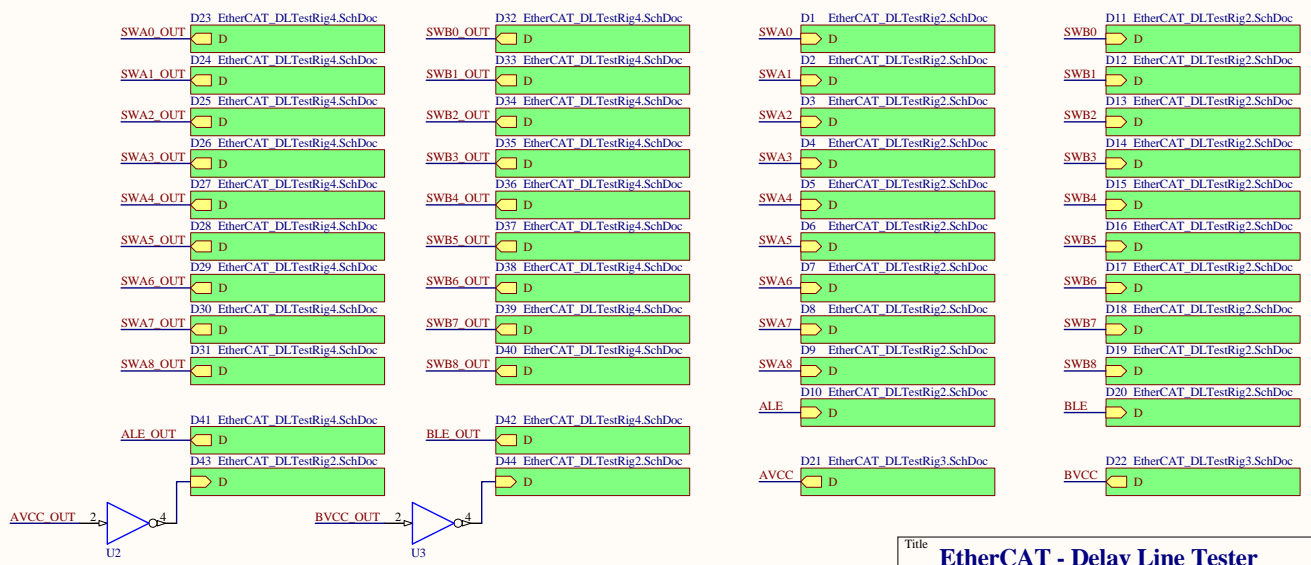 D23 EtherCAT_DLTestRig4.SchDoc D32 EtherCAT_DLTestRig4.SchDoc D1 EtherCAT_DLTestRig2.SchDoc D11 EtherCAT_DLTestRig2.SchDoc
SWA0_OUT D SWB0_OUT D SWA0 D SWB0 D
D24 EtherCAT_DLTestRig4.SchDoc D33 EtherCAT_DLTestRig4.SchDoc D2 EtherCAT_DLTestRig2.SchDoc D12 EtherCAT_DLTestRig2.SchDoc
SWA1_OUT D SWB1_OUT D SWA1 D SWB1 D
D25 EtherCAT_DLTestRig4.SchDoc D34 EtherCAT_DLTestRig4.SchDoc D3 EtherCAT_DLTestRig2.SchDoc D13 EtherCAT_DLTestRig2.SchDoc
SWA2_OUT D SWB2_OUT D SWA2 D SWB2 D
D26 EtherCAT_DLTestRig4.SchDoc D35 EtherCAT_DLTestRig4.SchDoc D4 EtherCAT_DLTestRig2.SchDoc D14 EtherCAT_DLTestRig2.SchDoc
SWA3_OUT D SWB3_OUT D SWA3 D SWB3 D
D27 EtherCAT_DLTestRig4.SchDoc D36 EtherCAT_DLTestRig4.SchDoc D5 EtherCAT_DLTestRig2.SchDoc D15 EtherCAT_DLTestRig2.SchDoc
SWA4_OUT D SWB4_OUT D SWA4 D SWB4 D
D28 EtherCAT_DLTestRig4.SchDoc D37 EtherCAT_DLTestRig4.SchDoc D6 EtherCAT_DLTestRig2.SchDoc D16 EtherCAT_DLTestRig2.SchDoc
SWA5_OUT D SWB5_OUT D SWA5 D SWB5 D
D29 EtherCAT_DLTestRig4.SchDoc D38 EtherCAT_DLTestRig4.SchDoc D7 EtherCAT_DLTestRig2.SchDoc D17 EtherCAT_DLTestRig2.SchDoc
SWA6_OUT D SWB6_OUT D SWA6 D SWB6 D
D30 EtherCAT_DLTestRig4.SchDoc D39 EtherCAT_DLTestRig4.SchDoc D8 EtherCAT_DLTestRig2.SchDoc D18 EtherCAT_DLTestRig2.SchDoc
SWA7_OUT D SWB7_OUT D SWA7 D SWB7 D
D31 EtherCAT_DLTestRig4.SchDoc D40 EtherCAT_DLTestRig4.SchDoc D9 EtherCAT_DLTestRig2.SchDoc D19 EtherCAT_DLTestRig2.SchDoc
SWA8_OUT D SWB8_OUT D SWA8 D SWB8 D
D10 EtherCAT_DLTestRig2.SchDoc D20 EtherCAT_DLTestRig2.SchDoc
ALE D BLE D
D41 EtherCAT_DLTestRig4.SchDoc D42 EtherCAT_DLTestRig4.SchDoc
ALE_OUT D BLE_OUT D
D43 EtherCAT_DLTestRig2.SchDoc D44 EtherCAT_DLTestRig2.SchDoc D21 EtherCAT_DLTestRig3.SchDoc D22 EtherCAT_DLTestRig3.SchDoc
D D AVCC D BVCC D
AVCC_OUT 2 4 BVCC_OUT 2 4
U2 U3
Title
EtherCAT - Delay Line Tester